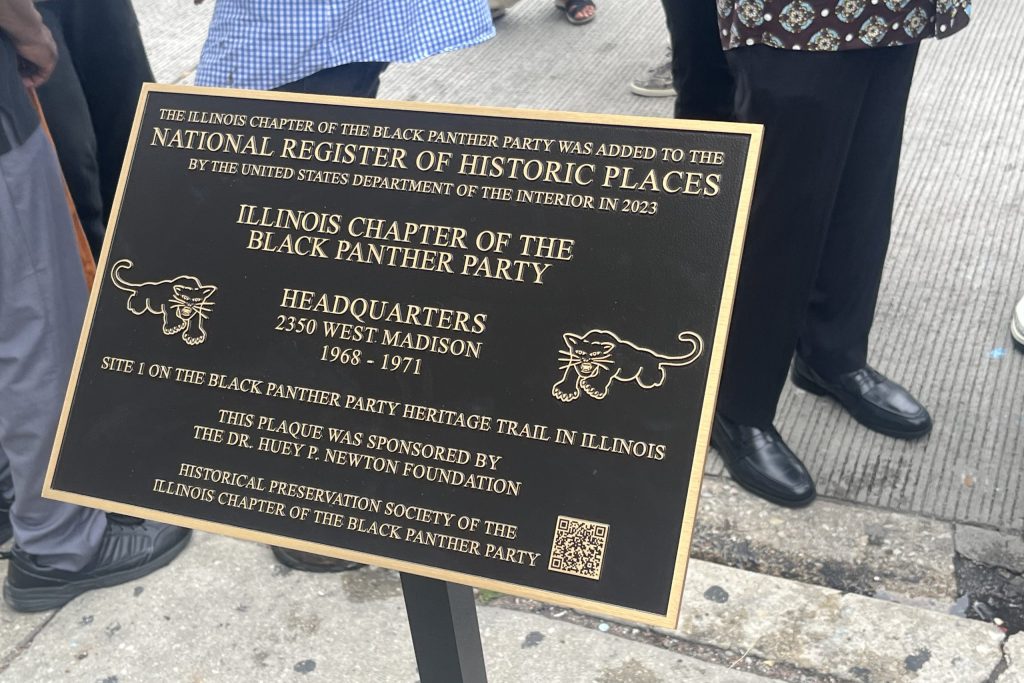 THE ILLINOIS CHAPTER OF THE BLACK PANTHER PARTY WAS ADDED TO THE
NATIONAL REGISTER OF HISTORIC PLACES
BY THE UNITED STATES DEPARTMENT OF THE INTERIOR IN 2023
ILLINOIS CHAPTER OF THE
BLACK PANTHER PARTY
HEADQUARTERS
2350 WEST MADISON
1968 - 1971
SITE 1 ON THE BLACK PANTHER PARTY HERITAGE TRAIL IN ILLINOIS
THIS PLAQUE WAS SPONSORED BY
THE DR. HUEY P. NEWTON FOUNDATION
HISTORICAL PRESERVATION SOCIETY OF THE
ILLINOIS CHAPTER OF THE BLACK PANTHER PARTY